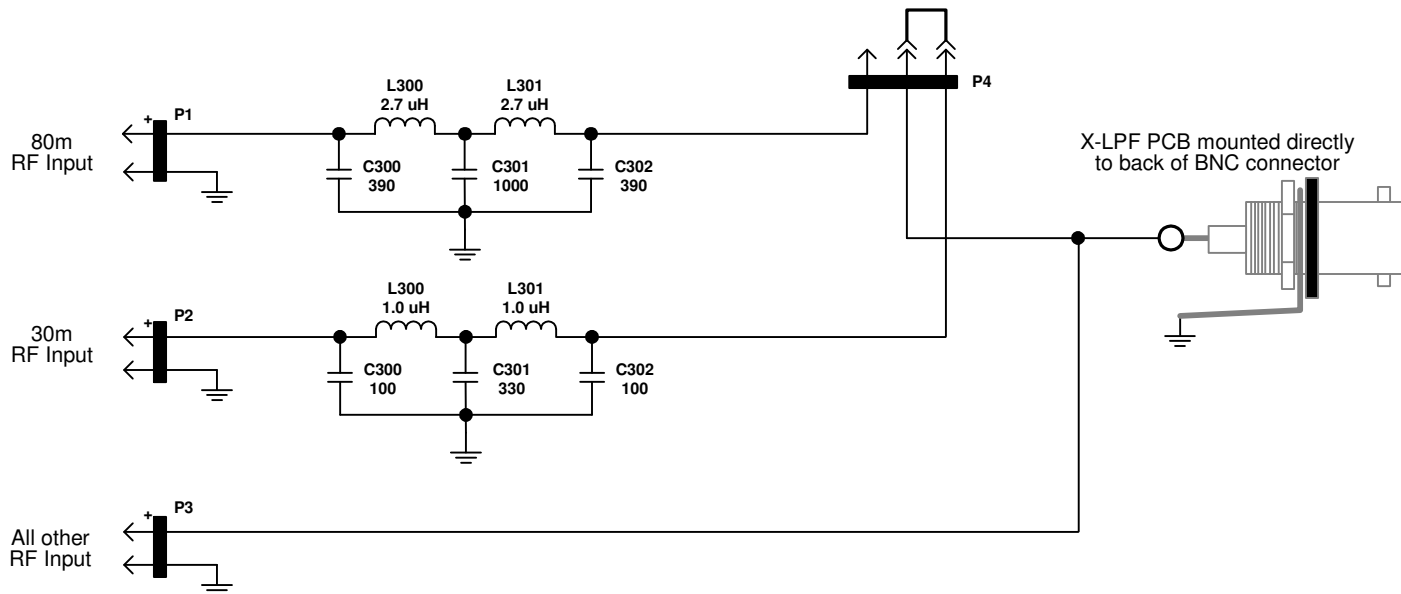 P4
L300
2.7 uH
L301
2.7 uH
+
P1
80m
RF Input
C300
390
C301
1000
C302
390
X-LPF PCB mounted directly
to back of BNC connector
L300
1.0 uH
L301
1.0 uH
+
P2
30m
RF Input
C300
100
C301
330
C302
100
+
P3
All other
RF Input